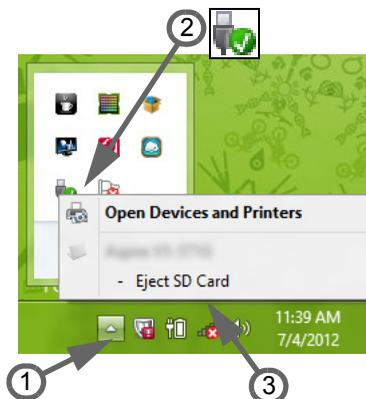 2
Open Devices and Printers
- Eject SD Card
11:39 AM
7/4/2012
1
3